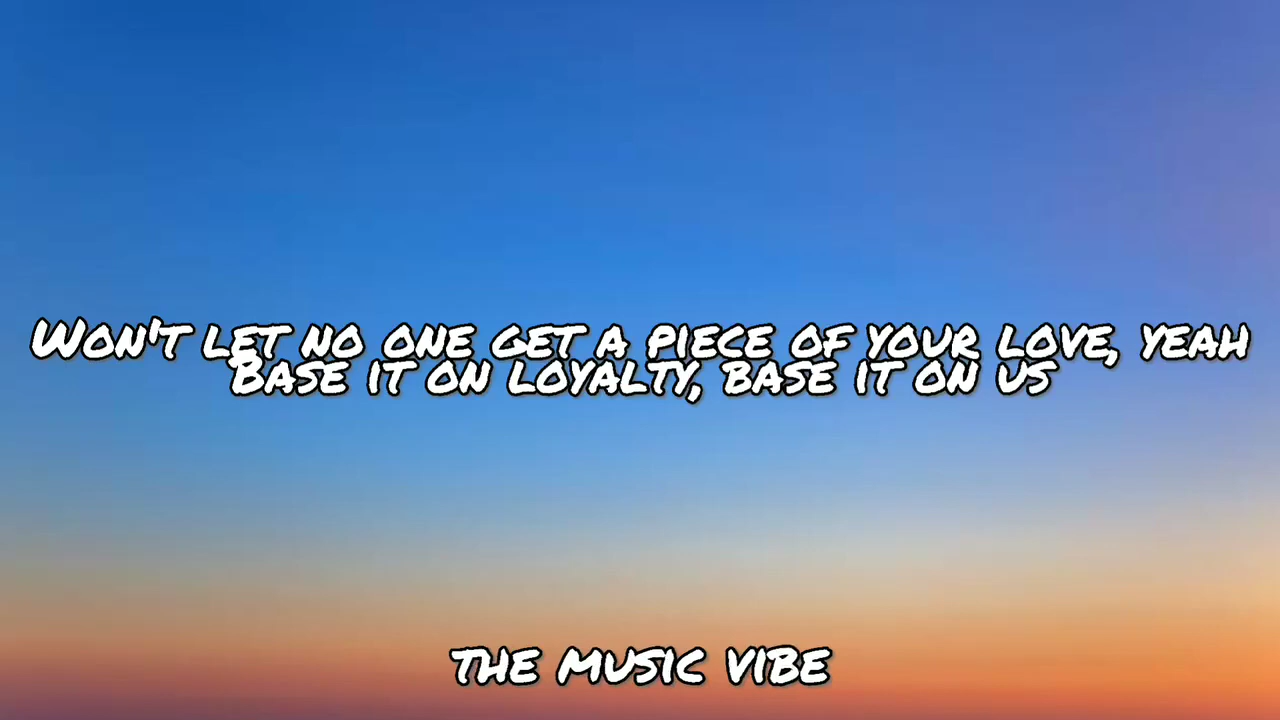 Won't let no one get a piece of your love, yeah
Base it on loyalty, base it on us
the music vibe